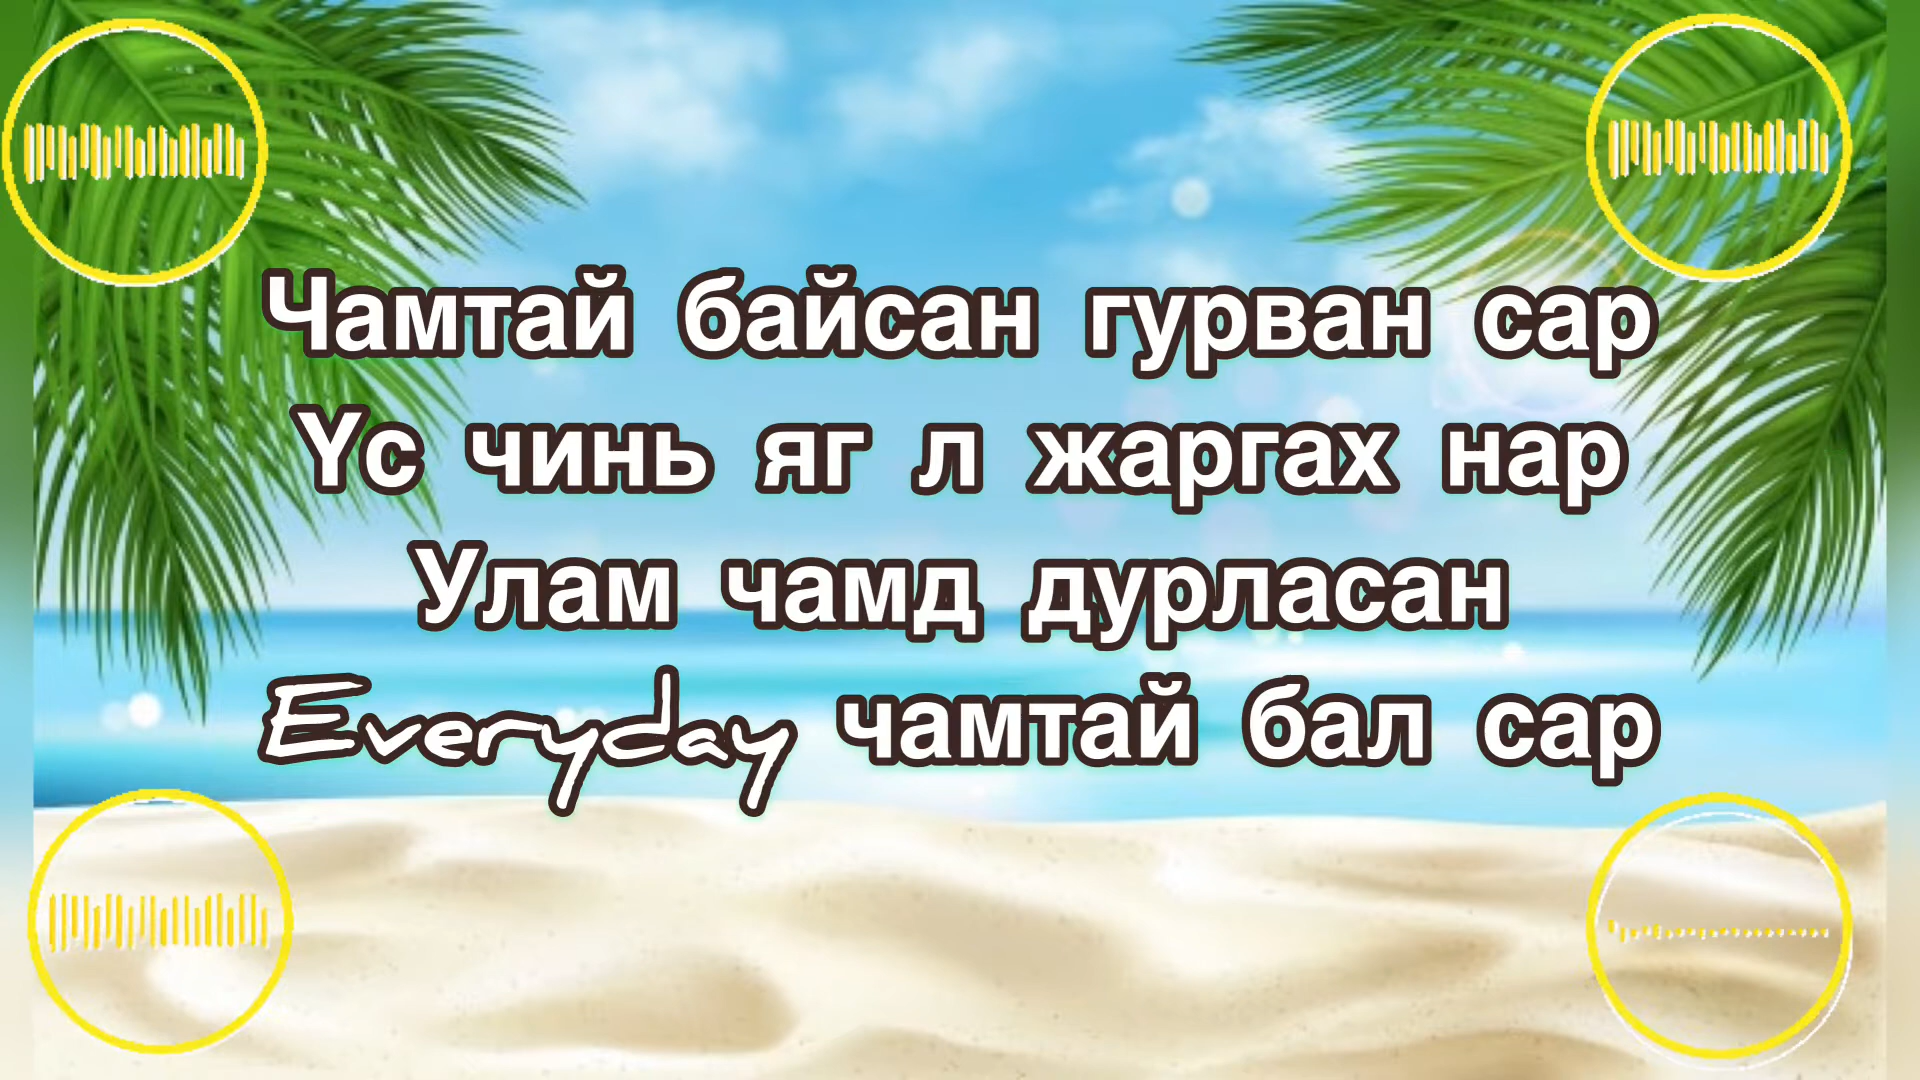 Чамтай байсан гурван сар
Үс чинь яг л жаргах нар
Улам чамд дурласан
Everyday чамтай бал сар